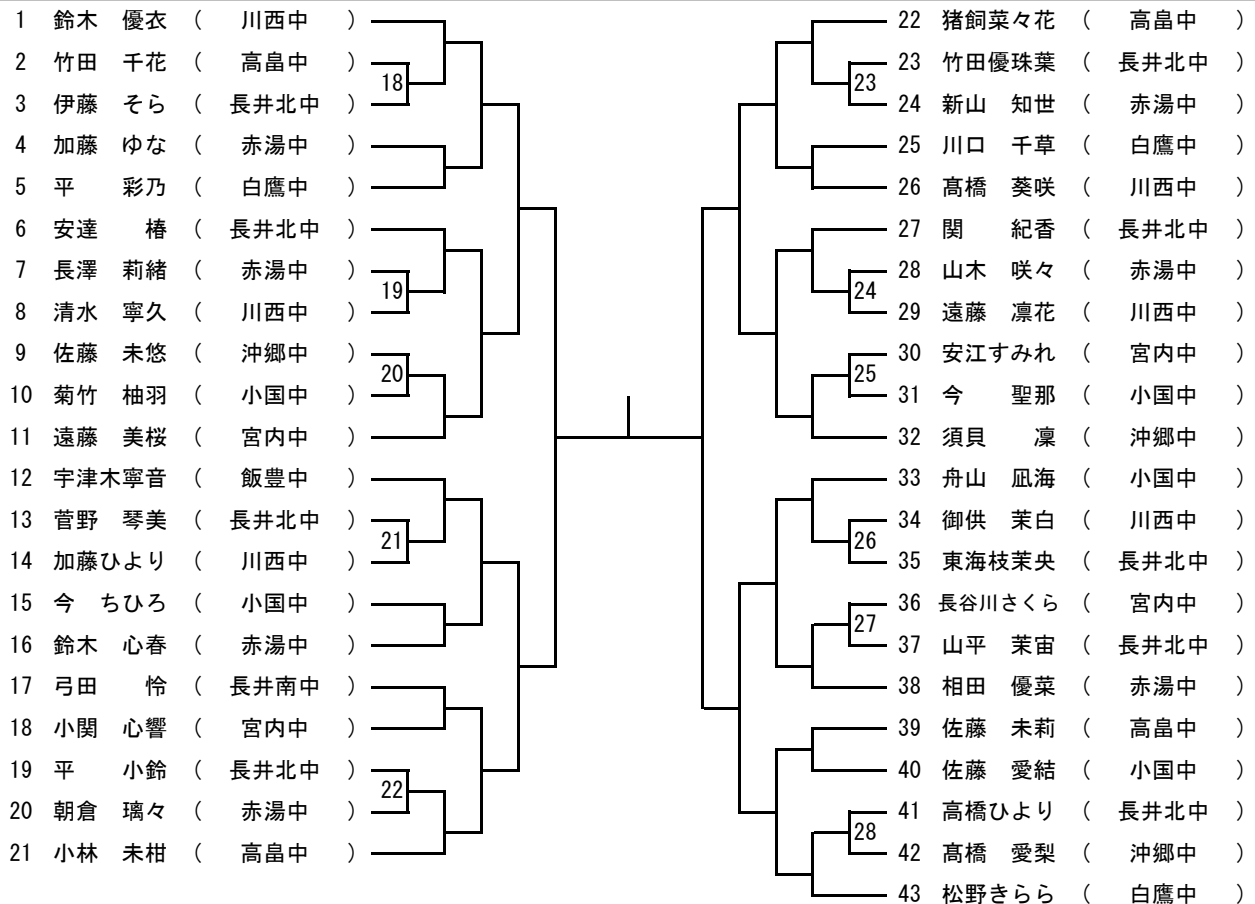 1 鈴木 優衣 ( 川西中 )
2 竹田 千花 ( 高畠中 )
18
3 伊藤 そら ( 長井北中 )
4 加藤 ゆな ( 赤湯中 )
5 平 彩乃 ( 白鷹中 )
6 安達 椿 ( 長井北中 )
7 長澤 莉緒 ( 赤湯中 )
19
8 清水 寧久 ( 川西中 )
9 佐藤 未悠 ( 沖郷中 )
20
10 菊竹 柚羽 ( 小国中 )
11 遠藤 美桜 ( 宮内中 )
12 宇津木寧音 ( 飯豊中 )
13 菅野 琴美 ( 長井北中 )
21
14 加藤ひより ( 川西中 )
15 今 ちひろ ( 小国中 )
16 鈴木 心春 ( 赤湯中 )
17 弓田 怜 ( 長井南中 )
18 小関 心響 ( 宮内中 )
19 平 小鈴 ( 長井北中 )
22
20 朝倉 璃々 ( 赤湯中 )
21 小林 未柑 ( 高畠中 )
22 猪飼菜々花 ( 高畠中 )
23 竹田優珠葉 ( 長井北中 )
23
24 新山 知世 ( 赤湯中 )
25 川口 千草 ( 白鷹中 )
26 髙橋 葵咲 ( 川西中 )
27 関 紀香 ( 長井北中 )
28 山木 咲々 ( 赤湯中 )
24
29 遠藤 凛花 ( 川西中 )
30 安江すみれ ( 宮内中 )
25
31 今 聖那 ( 小国中 )
32 須貝 凜 ( 沖郷中 )
33 舟山 凪海 ( 小国中 )
34 御供 茉白 ( 川西中 )
26
35 東海枝茉央 ( 長井北中 )
36 長谷川さくら ( 宮内中 )
27
37 山平 茉宙 ( 長井北中 )
38 相田 優菜 ( 赤湯中 )
39 佐藤 未莉 ( 高畠中 )
40 佐藤 愛結 ( 小国中 )
41 高橋ひより ( 長井北中 )
28
42 髙橋 愛梨 ( 沖郷中 )
43 松野きらら ( 白鷹中 )